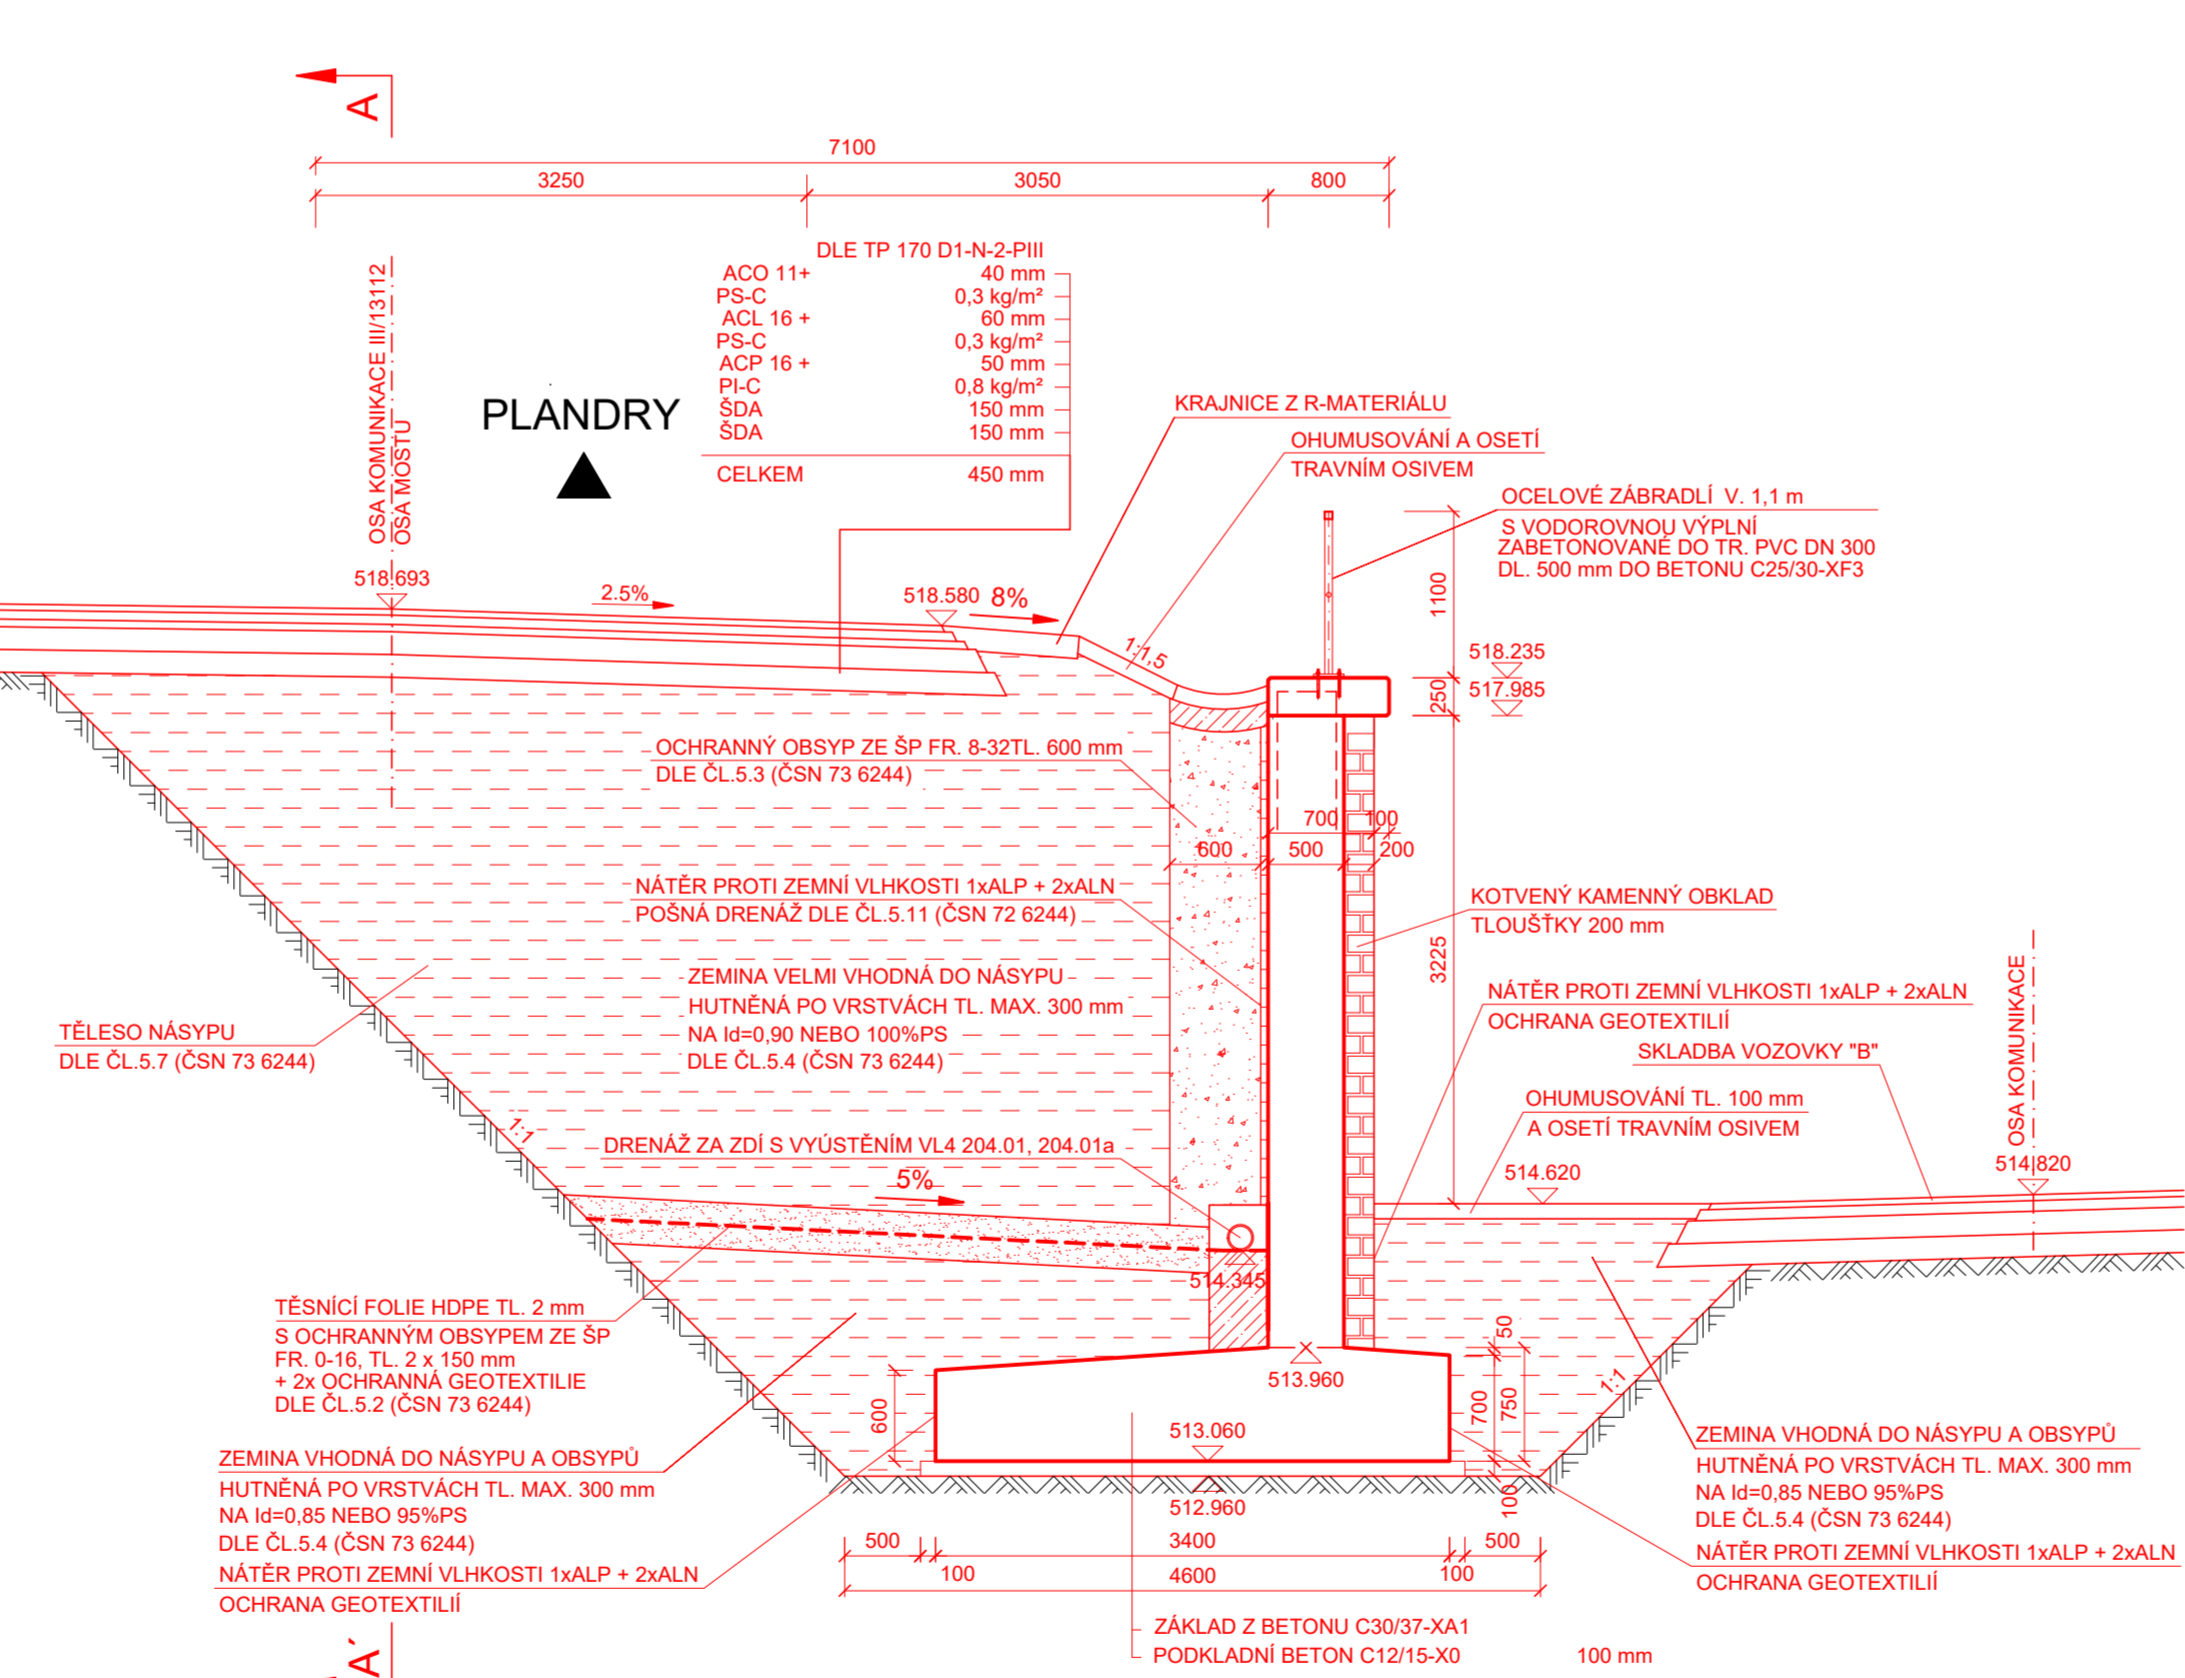 A
7100
3250
3050
800
DLE TP 170 D1-N-2-PIII
ACO 11+ 40 mm
PS-C 0,3 kg/m²
ACL 16 + 60 mm
PS-C 0,3 kg/m²
ACP 16 + 50 mm
PI-C 0,8 kg/m²
ŠDA 150 mm
ŠDA 150 mm
CELKEM 450 mm
OSA KOMUNIKACE III/13112
OSA MOSTU
PLANDRY
KRAJNICE Z R-MATERIÁLU
OHUMUSOVÁNÍ A OSETÍ
TRAVNÍM OSIVEM
OCELOVÉ ZÁBRADLÍ V. 1,1 m
S VODOROVNOU VÝPLNÍ
ZABETONOVANÉ DO TR. PVC DN 300
DL. 500 mm DO BETONU C25/30-XF3
518.693
2.5%
518.580
8%
1:1,5
1100
518.235
250
517.985
OCHRANNÝ OBSYP ZE ŠP FR. 8-32TL. 600 mm
DLE ČL.5.3 (ČSN 73 6244)
700
100
600
500
200
NÁTĚR PROTI ZEMNÍ VLHKOSTI 1xALP + 2xALN
POŠNÁ DRENÁŽ DLE ČL.5.11 (ČSN 72 6244)
KOTVENÝ KAMENNÝ OBKLAD
TLOUŠŤKY 200 mm
3225
ZEMINA VELMI VHODNÁ DO NÁSYPU
HUTNĚNÁ PO VRSTVÁCH TL. MAX. 300 mm
NA Id=0,90 NEBO 100%PS
DLE ČL.5.4 (ČSN 73 6244)
NÁTĚR PROTI ZEMNÍ VLHKOSTI 1xALP + 2xALN
OCHRANA GEOTEXTILIÍ
TĚLESO NÁSYPU
DLE ČL.5.7 (ČSN 73 6244)
SKLADBA VOZOVKY "B"
OSA KOMUNIKACE
OHUMUSOVÁNÍ TL. 100 mm
A OSETÍ TRAVNÍM OSIVEM
1:1
DRENÁŽ ZA ZDÍ S VYÚSTĚNÍM VL4 204.01, 204.01a
5%
514.620
514.820
514.345
TĚSNÍCÍ FOLIE HDPE TL. 2 mm
S OCHRANNÝM OBSYPEM ZE ŠP
FR. 0-16, TL. 2 x 150 mm
+ 2x OCHRANNÁ GEOTEXTILIE
DLE ČL.5.2 (ČSN 73 6244)
50
513.960
600
700
750
1:1
513.060
512.960
100
ZEMINA VHODNÁ DO NÁSYPU A OBSYPŮ
HUTNĚNÁ PO VRSTVÁCH TL. MAX. 300 mm
NA Id=0,85 NEBO 95%PS
DLE ČL.5.4 (ČSN 73 6244)
NÁTĚR PROTI ZEMNÍ VLHKOSTI 1xALP + 2xALN
OCHRANA GEOTEXTILIÍ
ZEMINA VHODNÁ DO NÁSYPU A OBSYPŮ
HUTNĚNÁ PO VRSTVÁCH TL. MAX. 300 mm
NA Id=0,85 NEBO 95%PS
DLE ČL.5.4 (ČSN 73 6244)
NÁTĚR PROTI ZEMNÍ VLHKOSTI 1xALP + 2xALN
OCHRANA GEOTEXTILIÍ
500
3400
500
100
4600
100
ZÁKLAD Z BETONU C30/37-XA1
PODKLADNÍ BETON C12/15-X0 100 mm
A´